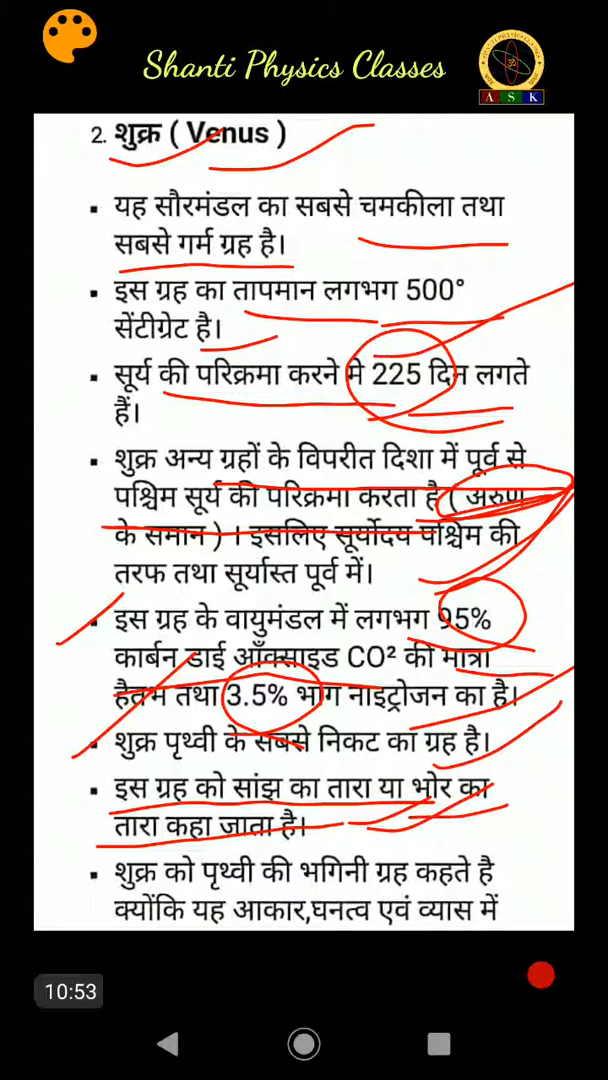 Shanti Physics Classes
A S K
2. शुक्र ( Venus )
▪ यह सौरमंडल का सबसे चमकीला तथा
सबसे गर्म ग्रह है।
▪ इस ग्रह का तापमान लगभग 500°
सेंटीग्रेट है।
▪ सूर्य की परिक्रमा करने मे 225 दिन लगते
हैं।
▪ शुक्र अन्य ग्रहों के विपरीत दिशा में पूर्व से
पश्चिम सूर्य की परिक्रमा करता है ( अरुण
के समान ) । इसलिए सूर्योदय पश्चिम की
तरफ तथा सूर्यास्त पूर्व में।
▪ इस ग्रह के वायुमंडल में लगभग 95%
कार्बन डाई ऑक्साइड CO² की मात्रा
तथा 3.5% भाग नाइट्रोजन का है।
▪ शुक्र पृथ्वी के सबसे निकट का ग्रह है।
▪ इस ग्रह को सांझ का तारा या भोर का
तारा कहा जाता है।
▪ शुक्र को पृथ्वी की भगिनी ग्रह कहते है
क्योंकि यह आकार,घनत्व एवं व्यास में
10:53